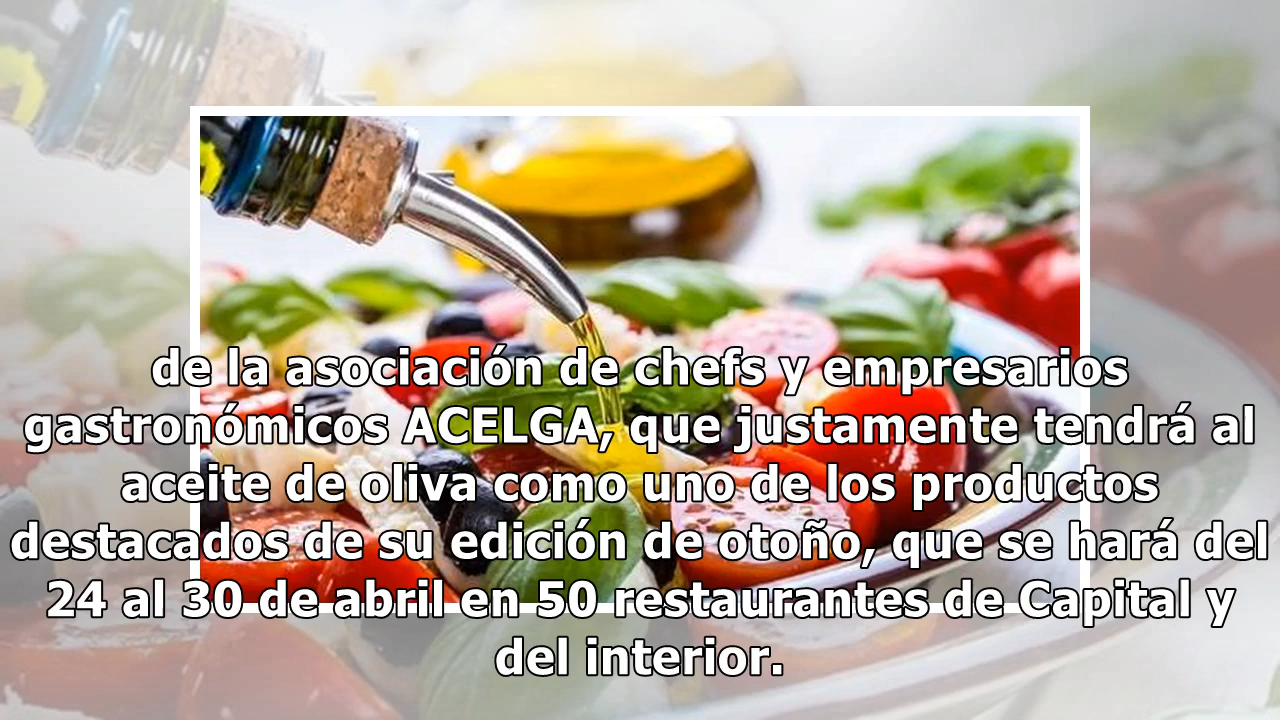 de la asociación de chefs y empresarios
gastronómicos ACELGA, que justamente tendrá al
aceite de oliva como uno de los productos
destacados de su edición de otoño, que se hará del
24 al 30 de abril en 50 restaurantes de Capital y
del interior.